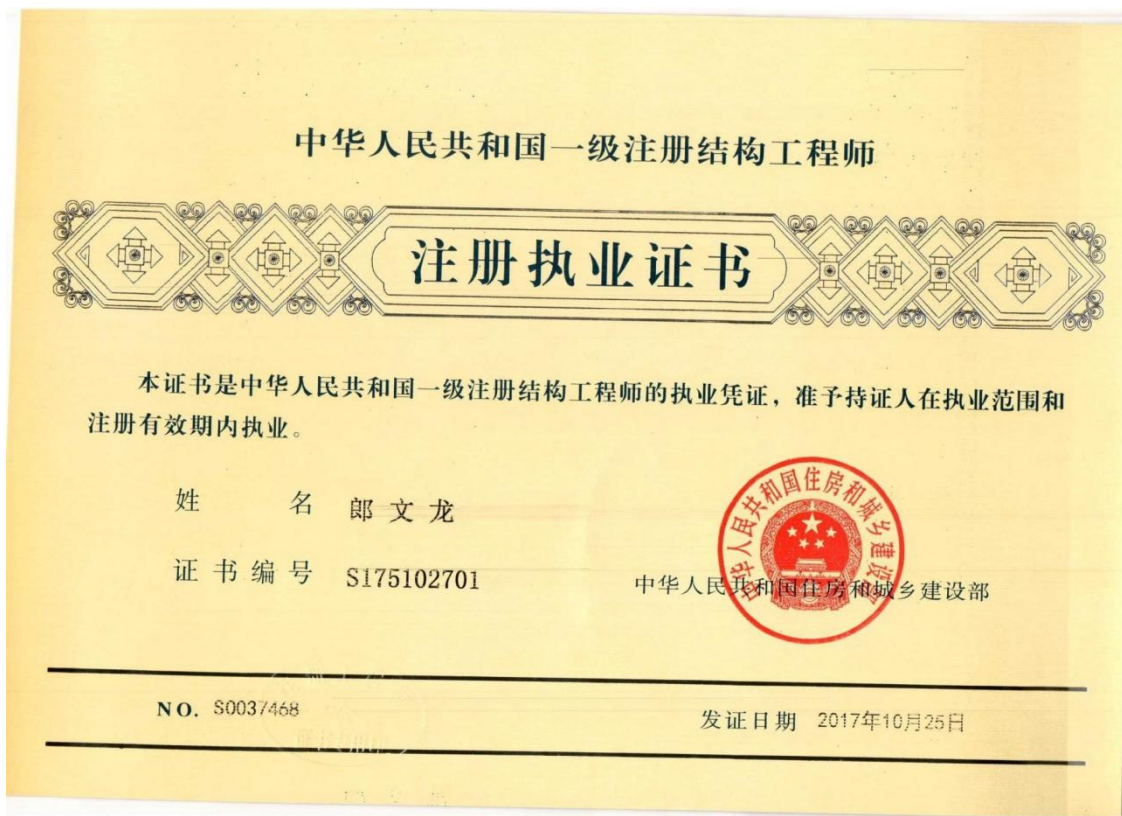 中华人民共和国一级注册结构工程师
注册执业证书
本证书是中华人民共和国一级注册结构工程师的执业凭证，准予持证人在执业范围和
注册有效期内执业。
姓 名 郎文龙
证书编号 S175102701
中华人民共和国住房和城乡建设部
中华人民共和国住房和城乡建设部
NO. S0037468
发证日期 2017年10月25日